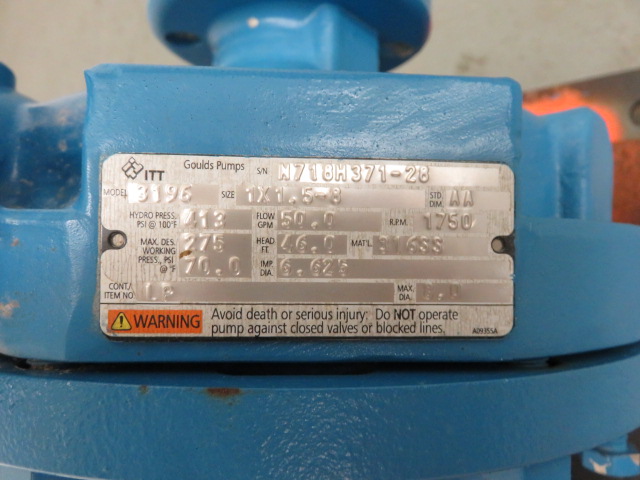 ITT Goulds Pumps S/N N718H371-28
MODEL 3196 SIZE 1X1.5-8 STD. DIM. AA
HYDRO PRESS. PSI @ 100°F 413 FLOW GPM 50.0 R.P.M. 1750
MAX. DES. WORKING PRESS., PSI 275 HEAD FT. 46.0 MAT'L. 316SS
@ °F 70.0 IMP. DIA. 6.625
CONT./ ITEM NO. MAX. DIA.
WARNING Avoid death or serious injury: Do NOT operate
pump against closed valves or blocked lines. A09355A